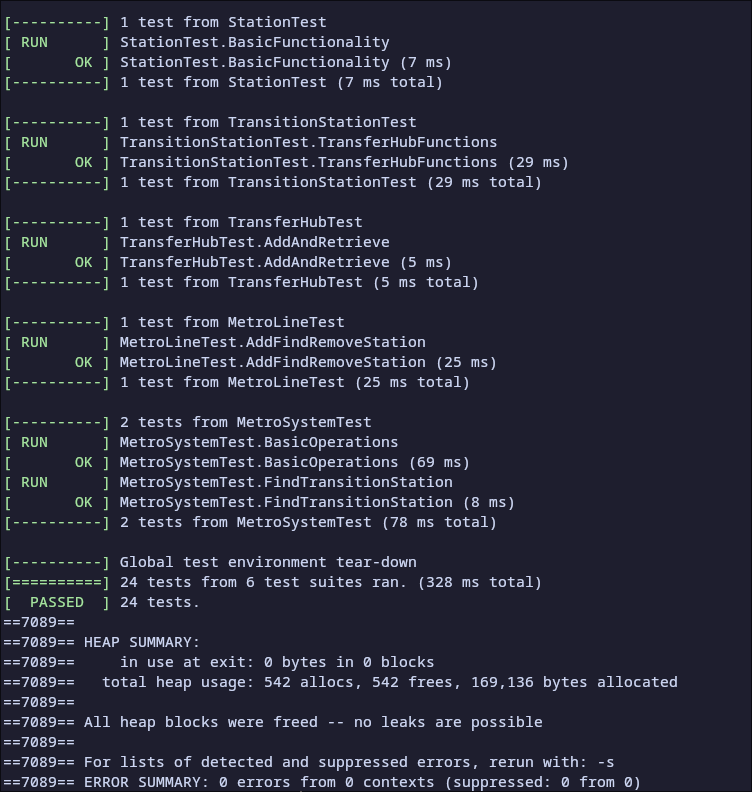 [----------] 1 test from StationTest
[ RUN      ] StationTest.BasicFunctionality
[       OK ] StationTest.BasicFunctionality (7 ms)
[----------] 1 test from StationTest (7 ms total)

[----------] 1 test from TransitionStationTest
[ RUN      ] TransitionStationTest.TransferHubFunctions
[       OK ] TransitionStationTest.TransferHubFunctions (29 ms)
[----------] 1 test from TransitionStationTest (29 ms total)

[----------] 1 test from TransferHubTest
[ RUN      ] TransferHubTest.AddAndRetrieve
[       OK ] TransferHubTest.AddAndRetrieve (5 ms)
[----------] 1 test from TransferHubTest (5 ms total)

[----------] 1 test from MetroLineTest
[ RUN      ] MetroLineTest.AddFindRemoveStation
[       OK ] MetroLineTest.AddFindRemoveStation (25 ms)
[----------] 1 test from MetroLineTest (25 ms total)

[----------] 2 tests from MetroSystemTest
[ RUN      ] MetroSystemTest.BasicOperations
[       OK ] MetroSystemTest.BasicOperations (69 ms)
[ RUN      ] MetroSystemTest.FindTransitionStation
[       OK ] MetroSystemTest.FindTransitionStation (8 ms)
[----------] 2 tests from MetroSystemTest (78 ms total)

[----------] Global test environment tear-down
[==========] 24 tests from 6 test suites ran. (328 ms total)
[  PASSED  ] 24 tests.
==7089==
==7089== HEAP SUMMARY:
==7089==     in use at exit: 0 bytes in 0 blocks
==7089==   total heap usage: 542 allocs, 542 frees, 169,136 bytes allocated
==7089==
==7089== All heap blocks were freed -- no leaks are possible
==7089==
==7089== For lists of detected and suppressed errors, rerun with: -s
==7089== ERROR SUMMARY: 0 errors from 0 contexts (suppressed: 0 from 0)